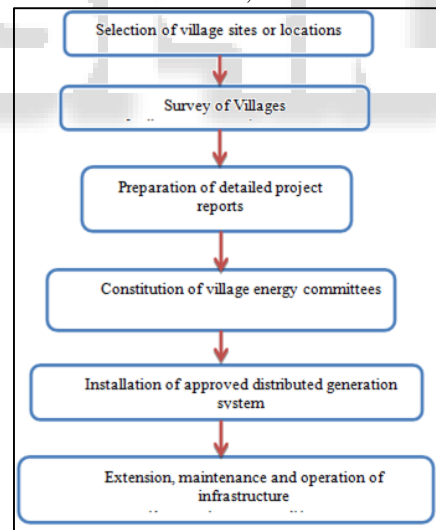 Selection of village sites or locations
Survey of Villages
Preparation of detailed project
reports
Constitution of village energy committees
Installation of approved distributed generation
system
Extension, maintenance and operation of
infrastructure